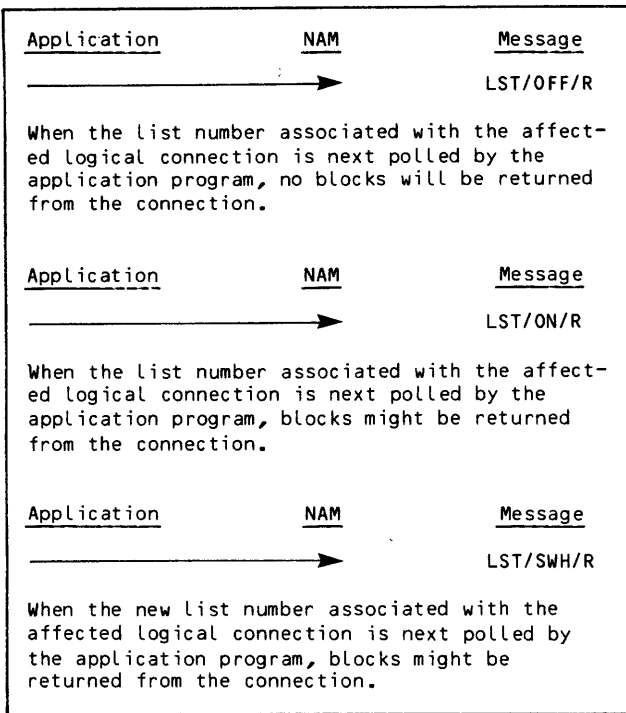 Application NAM Message
LST/OFF/R
When the list number associated with the affect-
ed logical connection is next polled by the
application program, no blocks will be returned
from the connection.
Application NAM Message
LST/ON/R
When the list number associated with the affect-
ed logical connection is next polled by the
application program, blocks might be returned
from the connection.
Application NAM Message
LST/SWH/R
When the new list number associated with the
affected logical connection is next polled by
the application program, blocks might be
returned from the connection.